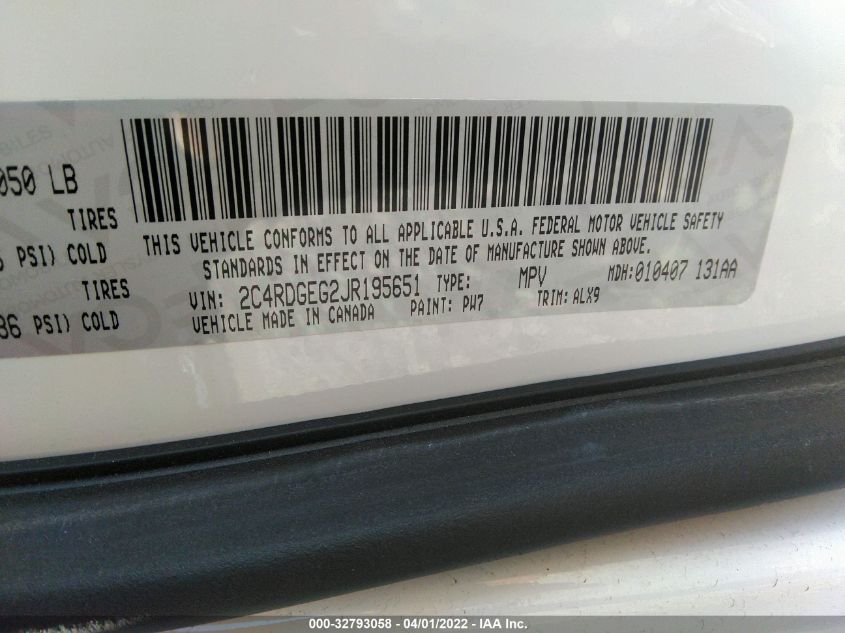 050 LB
TIRES
PSI) COLD
TIRES
36 PSI) COLD
THIS VEHICLE CONFORMS TO ALL APPLICABLE U.S.A. FEDERAL MOTOR VEHICLE SAFETY
STANDARDS IN EFFECT ON THE DATE OF MANUFACTURE SHOWN ABOVE.
VIN: 2C4RDGEG2JR195651 TYPE: MPV MDH: 010407 131AA
VEHICLE MADE IN CANADA PAINT: PW7 TRIM: ALX9
000-32793058 - 04/01/2022 - IAA Inc.